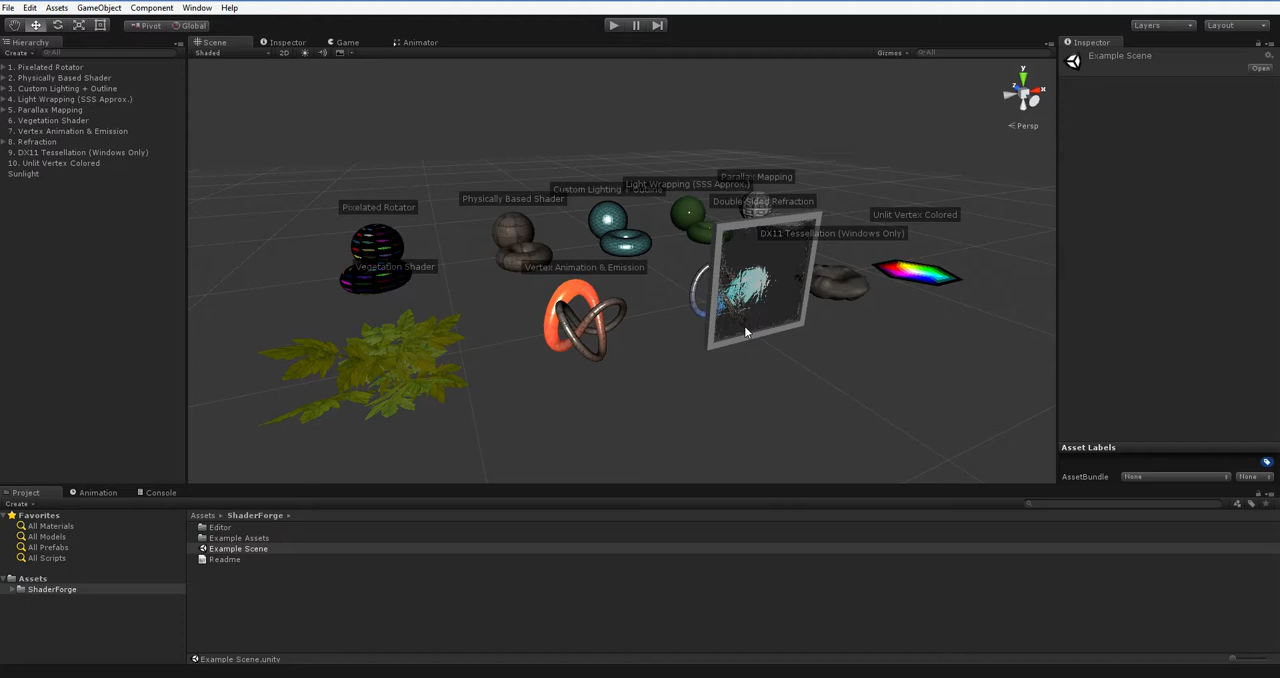 File Edit Assets GameObject Component Window Help
Pivot Global
Layers
Layout
Hierarchy
Create All
1. Pixelated Rotator
2. Physically Based Shader
3. Custom Lighting + Outline
4. Light Wrapping (SSS Approx.)
5. Parallax Mapping
6. Vegetation Shader
7. Vertex Animation & Emission
8. Refraction
9. DX11 Tessellation (Windows Only)
10. Unlit Vertex Colored
Sunlight
Scene Inspector Game Animator
Shaded 2D Gizmos All
y
x
z
Persp
Parallax Mapping
Light Wrapping (SSS Approx.)
Custom Lighting + Outline
Physically Based Shader
Double-Sided Refraction
Pixelated Rotator
Unlit Vertex Colored
DX11 Tessellation (Windows Only)
Vegetation Shader
Vertex Animation & Emission
Inspector
Example Scene
Open
Asset Labels
AssetBundle None None
Project Animation Console
Create
Favorites
All Materials
All Models
All Prefabs
All Scripts
Assets
ShaderForge
Assets ShaderForge
Editor
Example Assets
Example Scene
Readme
Example Scene.unity